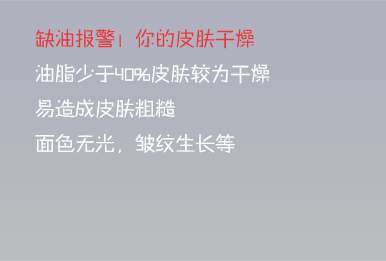 缺油报警！你的皮肤干燥
油脂少于40%皮肤较为干燥
易造成皮肤粗糙
面色无光，皱纹生长等